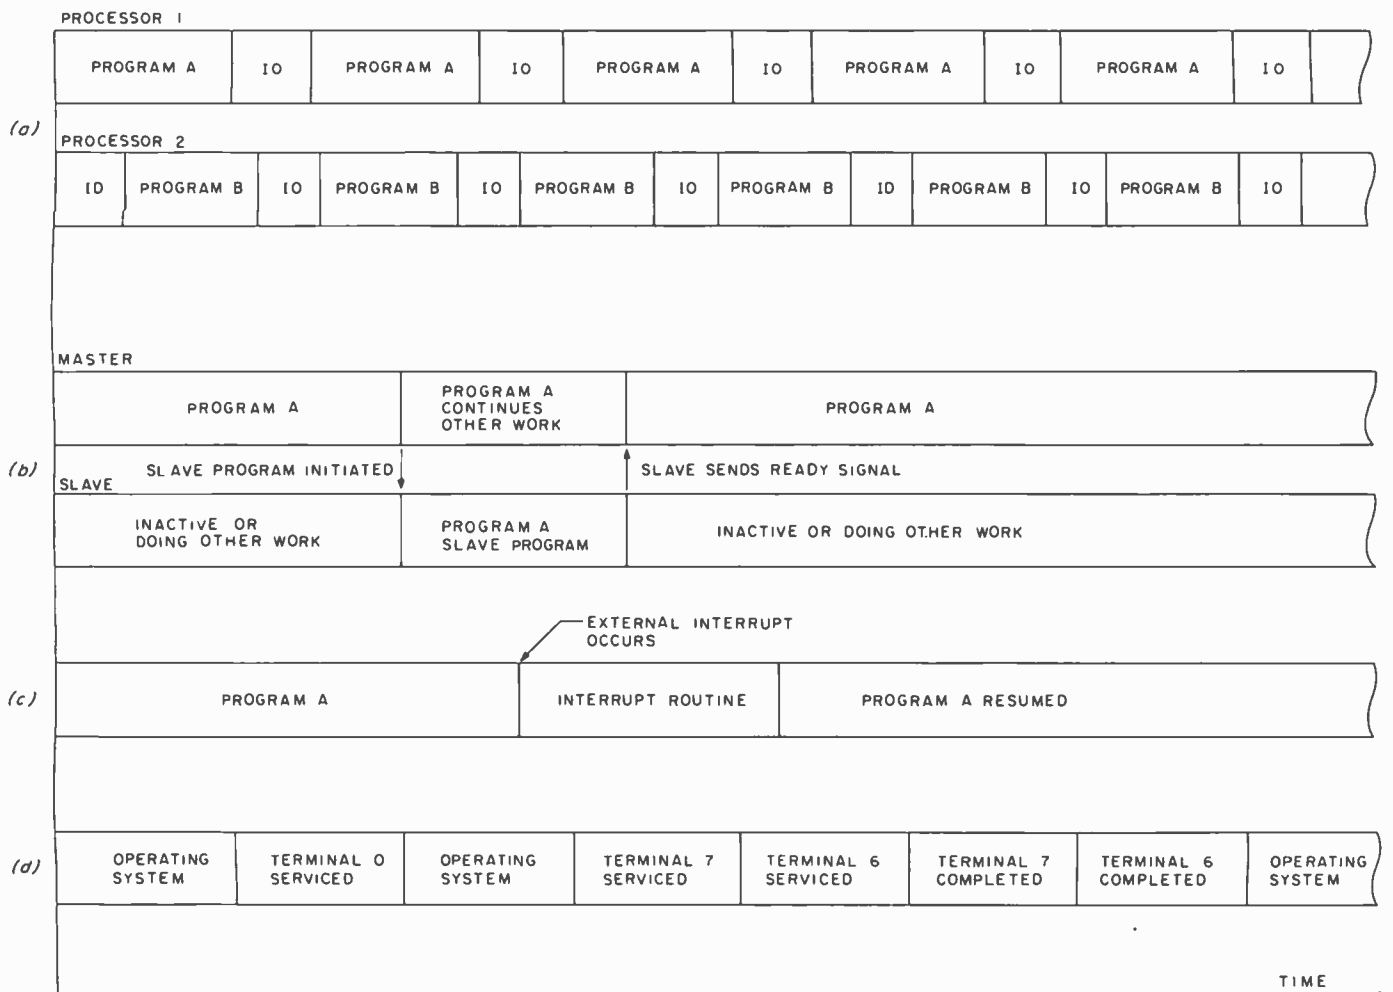 PROCESSOR 1
PROGRAM A IO PROGRAM A IO PROGRAM A IO PROGRAM A IO PROGRAM A IO
(a)
PROCESSOR 2
ID PROGRAM B IO PROGRAM B IO PROGRAM B IO PROGRAM B ID PROGRAM B IO PROGRAM B IO
MASTER
PROGRAM A
PROGRAM A
CONTINUES
OTHER WORK
PROGRAM A
(b)
SLAVE PROGRAM INITIATED
SLAVE SENDS READY SIGNAL
SLAVE
INACTIVE OR
DOING OTHER WORK
PROGRAM A
SLAVE PROGRAM
INACTIVE OR DOING OTHER WORK
EXTERNAL INTERRUPT
OCCURS
(c)
PROGRAM A
INTERRUPT ROUTINE
PROGRAM A RESUMED
(d)
OPERATING
SYSTEM
TERMINAL 0
SERVICED
OPERATING
SYSTEM
TERMINAL 7
SERVICED
TERMINAL 6
SERVICED
TERMINAL 7
COMPLETED
TERMINAL 6
COMPLETED
OPERATING
SYSTEM
TIME